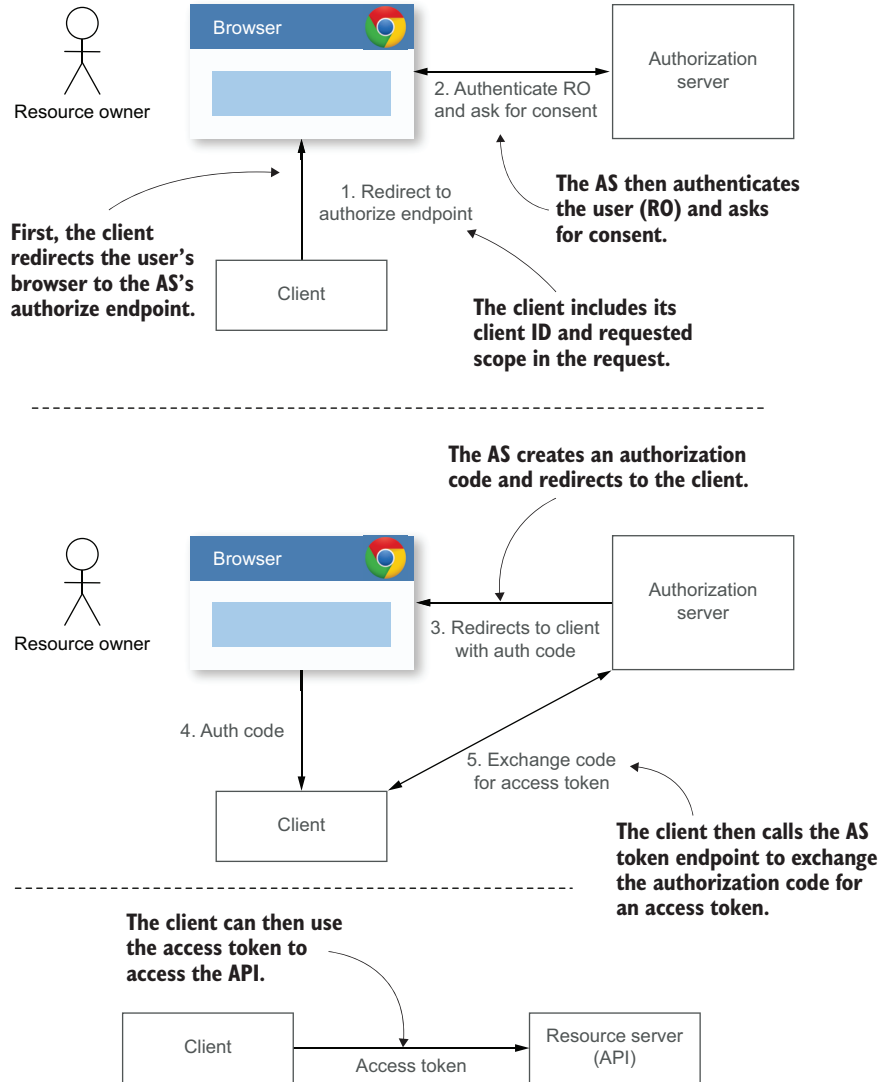 Browser
Resource owner
Authorization
server
2. Authenticate RO
and ask for consent
1. Redirect to
authorize endpoint
The AS then authenticates
the user (RO) and asks
for consent.
First, the client
redirects the user's
browser to the AS's
authorize endpoint.
Client
The client includes its
client ID and requested
scope in the request.
The AS creates an authorization
code and redirects to the client.
Browser
Resource owner
Authorization
server
3. Redirects to client
with auth code
4. Auth code
5. Exchange code
for access token
Client
The client then calls the AS
token endpoint to exchange
the authorization code for
an access token.
The client can then use
the access token to
access the API.
Client
Access token
Resource server
(API)